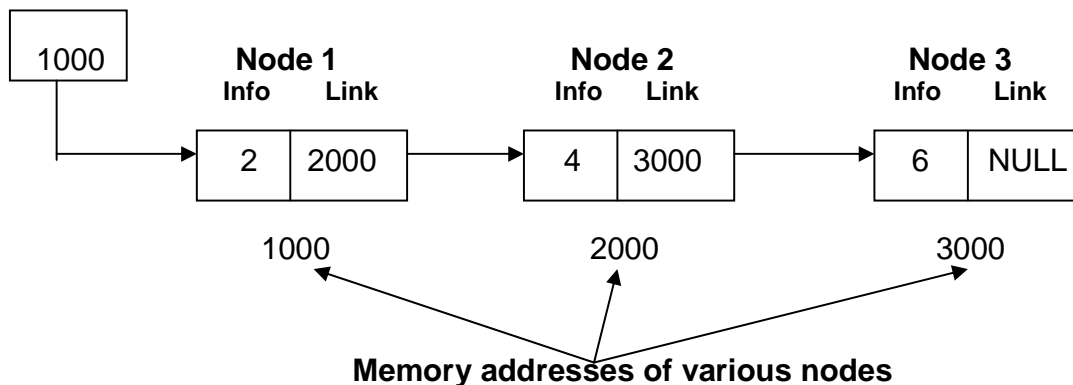 1000
Node 1 Node 2 Node 3
Info Link Info Link Info Link
2 2000 4 3000 6 NULL
1000 2000 3000
Memory addresses of various nodes